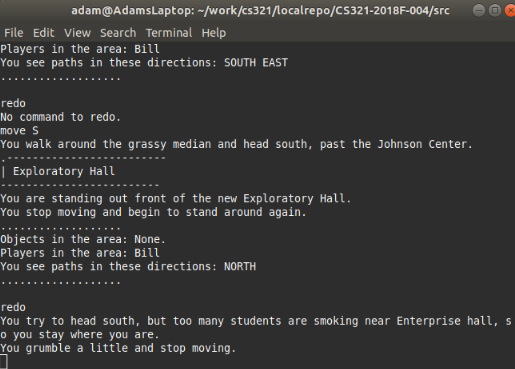 adam@AdamsLaptop: ~/work/cs321/localrepo/CS321-2018F-004/src
File Edit View Search Terminal Help
Players in the area: Bill
You see paths in these directions: SOUTH EAST
...................
redo
No command to redo.
move S
You walk around the grassy median and head south, past the Johnson Center.
.-------------------------
| Exploratory Hall
-------------------------
You are standing out front of the new Exploratory Hall.
You stop moving and begin to stand around again.
...................
Objects in the area: None.
Players in the area: Bill
You see paths in these directions: NORTH
...................
redo
You try to head south, but too many students are smoking near Enterprise hall, s
o you stay where you are.
You grumble a little and stop moving.